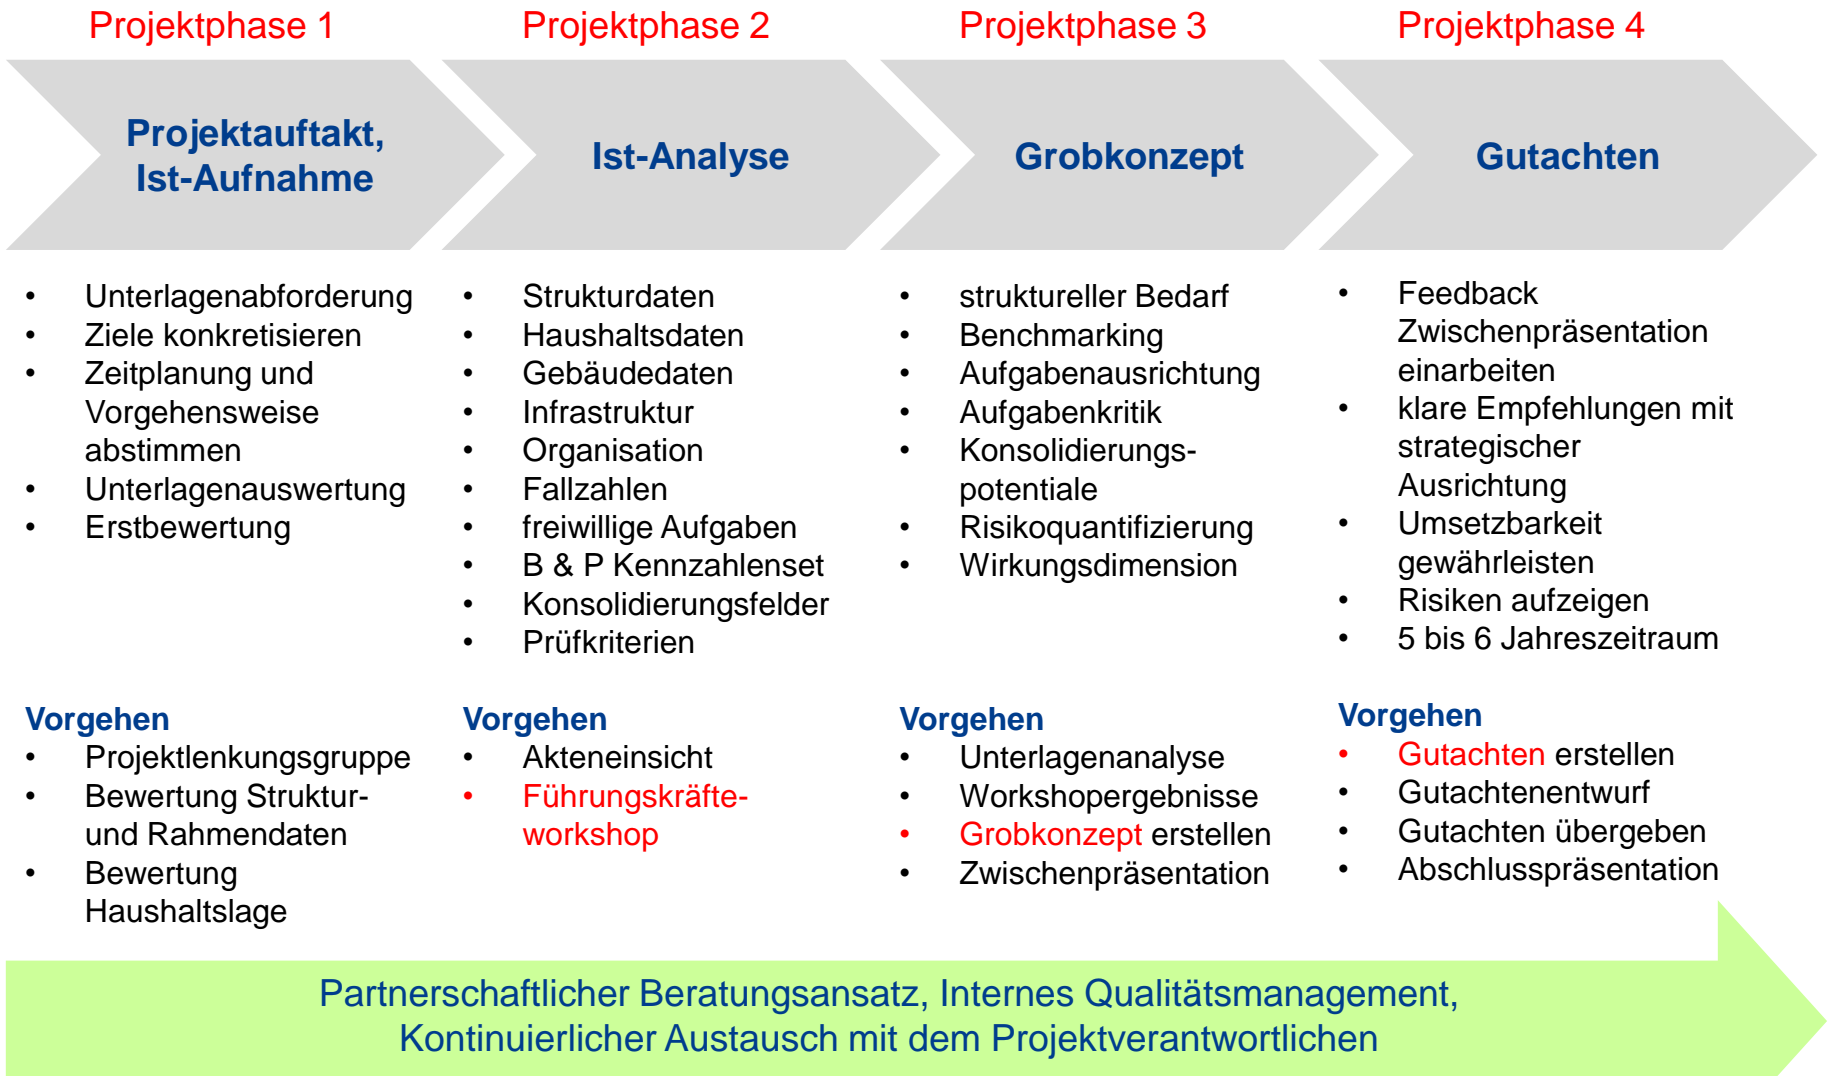 Projektphase 1
Projektphase 2
Projektphase 3
Projektphase 4
Projektauftakt,
Ist-Aufnahme
Ist-Analyse
Grobkonzept
Gutachten
• Unterlagenabforderung
• Ziele konkretisieren
• Zeitplanung und
Vorgehensweise
abstimmen
• Unterlagenauswertung
• Erstbewertung
• Strukturdaten
• Haushaltsdaten
• Gebäudedaten
• Infrastruktur
• Organisation
• Fallzahlen
• freiwillige Aufgaben
• B & P Kennzahlenset
• Konsolidierungsfelder
• Prüfkriterien
• struktureller Bedarf
• Benchmarking
• Aufgabenausrichtung
• Aufgabenkritik
• Konsolidierungs-
potentiale
• Risikoquantifizierung
• Wirkungsdimension
• Feedback
Zwischenpräsentation
einarbeiten
• klare Empfehlungen mit
strategischer
Ausrichtung
• Umsetzbarkeit
gewährleisten
• Risiken aufzeigen
• 5 bis 6 Jahreszeitraum
Vorgehen
• Projektlenkungsgruppe
• Bewertung Struktur-
und Rahmendaten
• Bewertung
Haushaltslage
Vorgehen
• Akteneinsicht
• Führungskräfte-
workshop
Vorgehen
• Unterlagenanalyse
• Workshopergebnisse
• Grobkonzept erstellen
• Zwischenpräsentation
Vorgehen
• Gutachten erstellen
• Gutachtenentwurf
• Gutachten übergeben
• Abschlusspräsentation
Partnerschaftlicher Beratungsansatz, Internes Qualitätsmanagement,
Kontinuierlicher Austausch mit dem Projektverantwortlichen